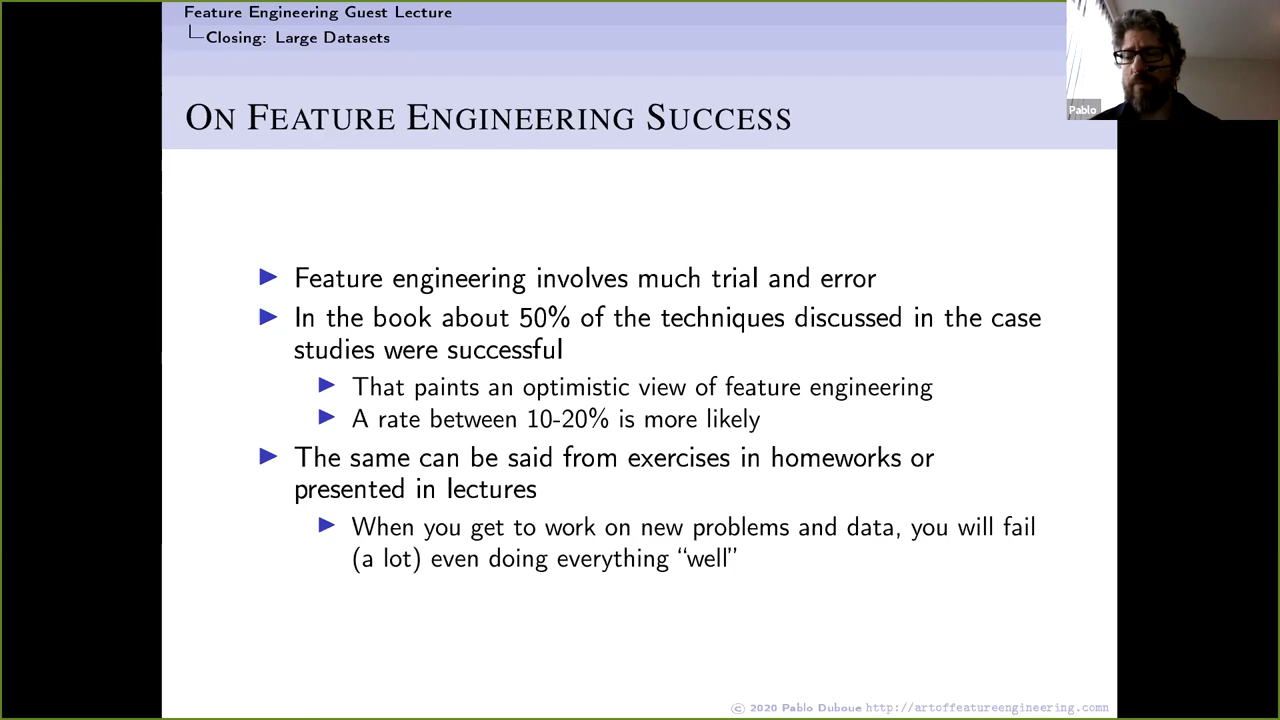 Feature Engineering Guest Lecture
Closing: Large Datasets
Pablo
ON FEATURE ENGINEERING SUCCESS
Feature engineering involves much trial and error
In the book about 50% of the techniques discussed in the case
studies were successful
That paints an optimistic view of feature engineering
A rate between 10-20% is more likely
The same can be said from exercises in homeworks or
presented in lectures
When you get to work on new problems and data, you will fail
(a lot) even doing everything “well”
© 2020 Pablo Duboue http://artoffeatureengineering.comm